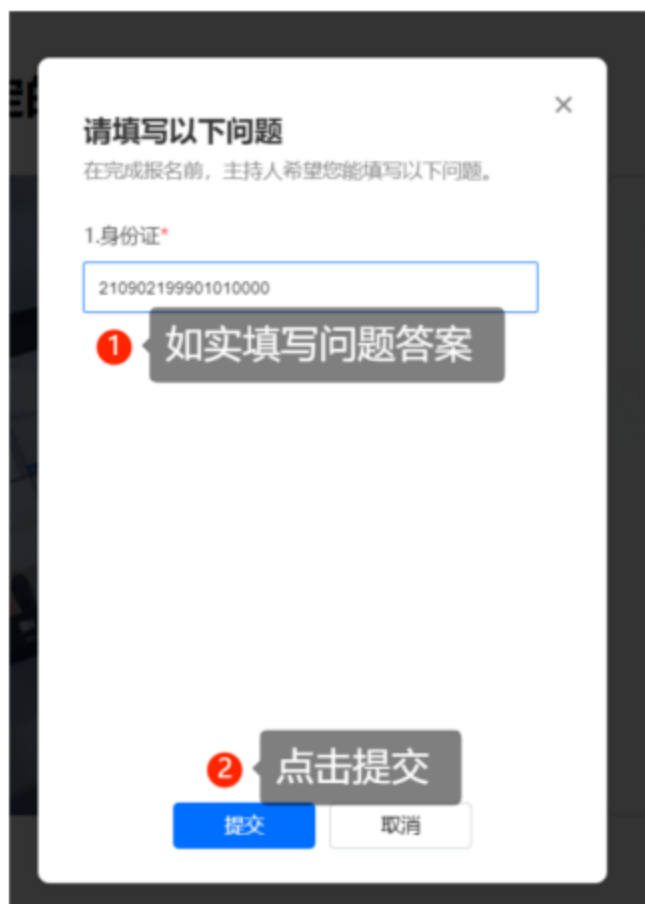 请填写以下问题
在完成报名前，主持人希望您能填写以下问题。
1.身份证*
210902199901010000
1 如实填写问题答案
2 点击提交
提交 取消